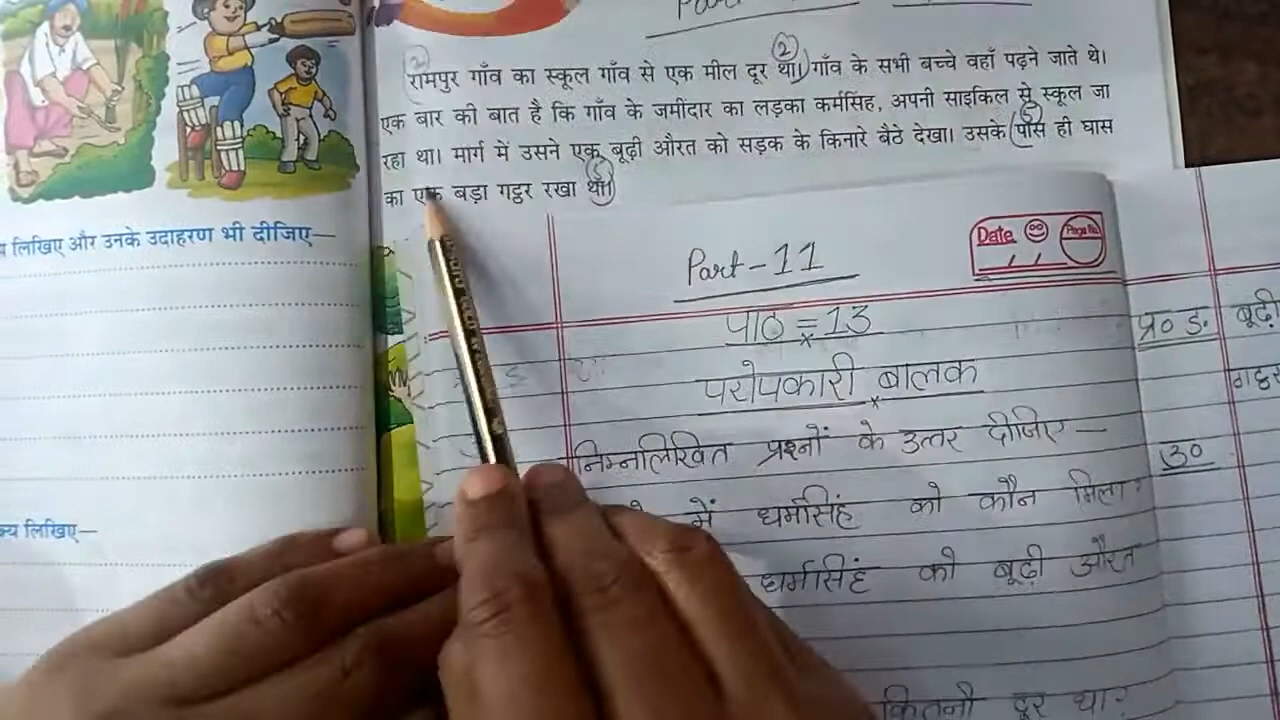 रामपुर गाँव का स्कूल गाँव से एक मील दूर था। गाँव के सभी बच्चे वहाँ पढ़ने जाते थे।
एक बार की बात है कि गाँव के जमींदार का लड़का कर्मसिंह, अपनी साइकिल से स्कूल जा
रहा था। मार्ग में उसने एक बूढ़ी औरत को सड़क के किनारे बैठे देखा। उसके पास ही घास
का एक बड़ा गट्ठर रखा था।
लिखिए और उनके उदाहरण भी दीजिए—
लिखिए—
Part-11
Date
Page No.
पाठ = 13
परोपकारी बालक
निम्नलिखित प्रश्नों के उत्तर दीजिए—
में धर्मसिंह को कौन मिला?
धर्मसिंह को बूढ़ी औरत
कितनी दूर था?
प्र० ड. बूढ़ी
उ०